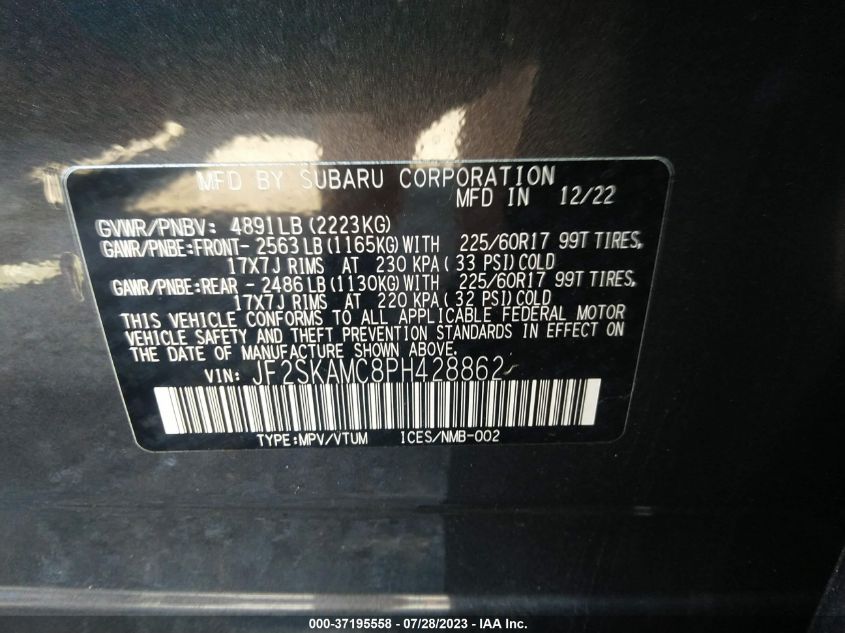 MFD BY SUBARU CORPORATION
MFD IN 12/22
GVWR/PNBV: 4891LB (2223KG)
GAWR/PNBE:FRONT- 2563LB (1165KG) WITH 225/60R17 99T TIRES,
17X7J RIMS AT 230 KPA ( 33 PSI) COLD
GAWR/PNBE:REAR - 2486LB (1130KG) WITH 225/60R17 99T TIRES,
17X7J RIMS AT 220 KPA ( 32 PSI) COLD
THIS VEHICLE CONFORMS TO ALL APPLICABLE FEDERAL MOTOR
VEHICLE SAFETY AND THEFT PREVENTION STANDARDS IN EFFECT ON
THE DATE OF MANUFACTURE SHOWN ABOVE.
VIN: JF2SKAMC8PH428862
TYPE:MPV/VTUM ICES/NMB-002
000-37195558 / 07/28/2023 - IAA Inc.